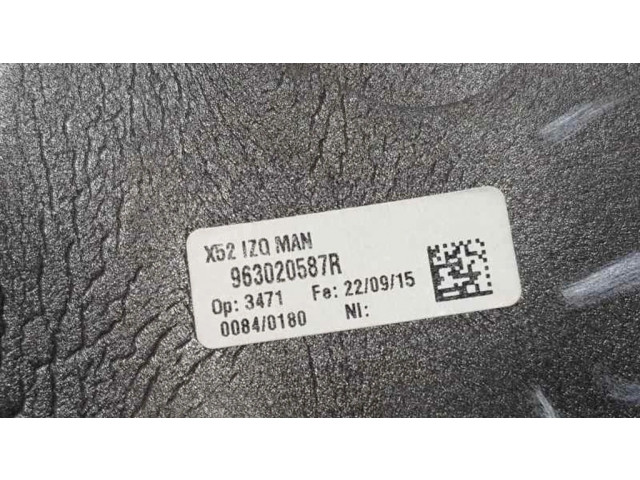 X52 IZQ MAN
963020587R
Op: 3471 Fe: 22/09/15
0084/0180 NI: